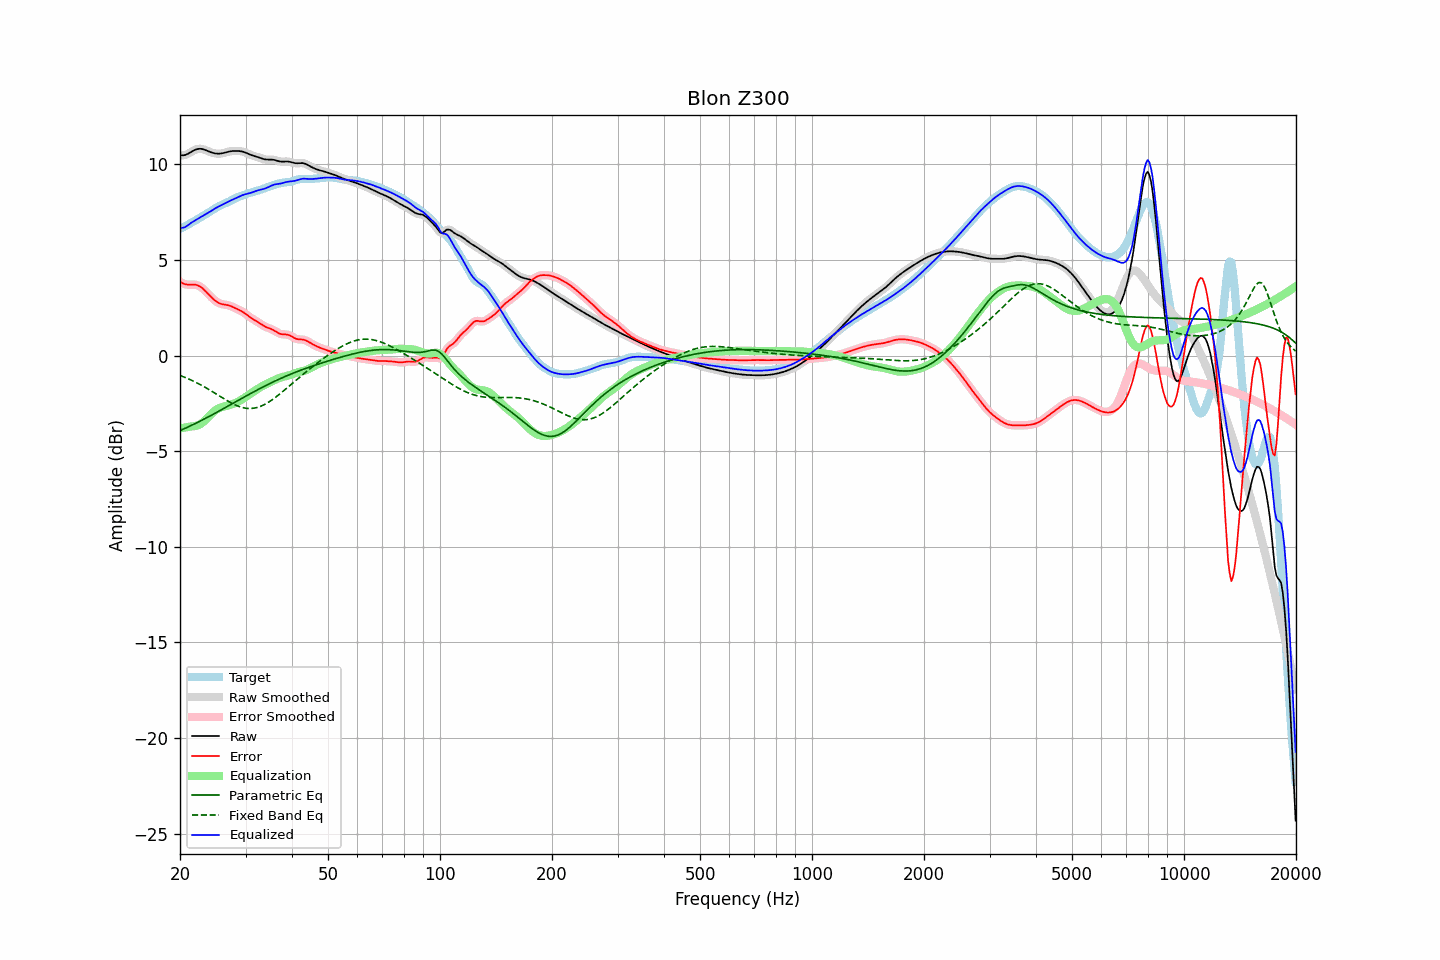 Blon Z300
Amplitude (dBr)
10
5
0
−5
−10
−15
−20
−25
Target
Raw Smoothed
Error Smoothed
Raw
Error
Equalization
Parametric Eq
Fixed Band Eq
Equalized
20 50 100 200 500 1000 2000 5000 10000 20000
Frequency (Hz)